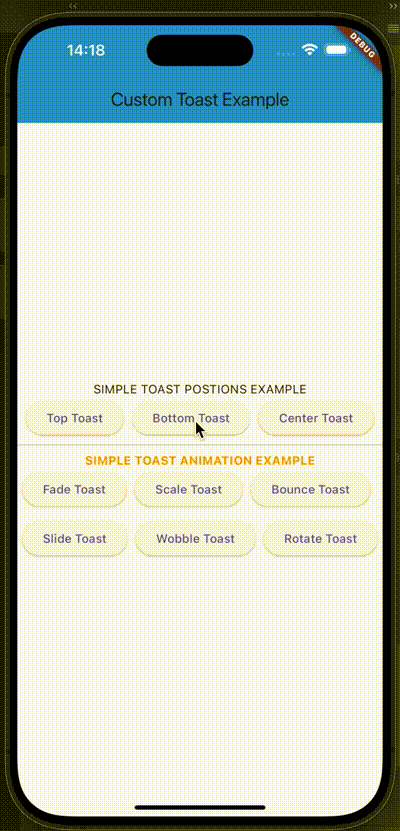 14:18
DEBUG
Custom Toast Example
SIMPLE TOAST POSTIONS EXAMPLE
Top Toast Bottom Toast Center Toast
SIMPLE TOAST ANIMATION EXAMPLE
Fade Toast Scale Toast Bounce Toast
Slide Toast Wobble Toast Rotate Toast